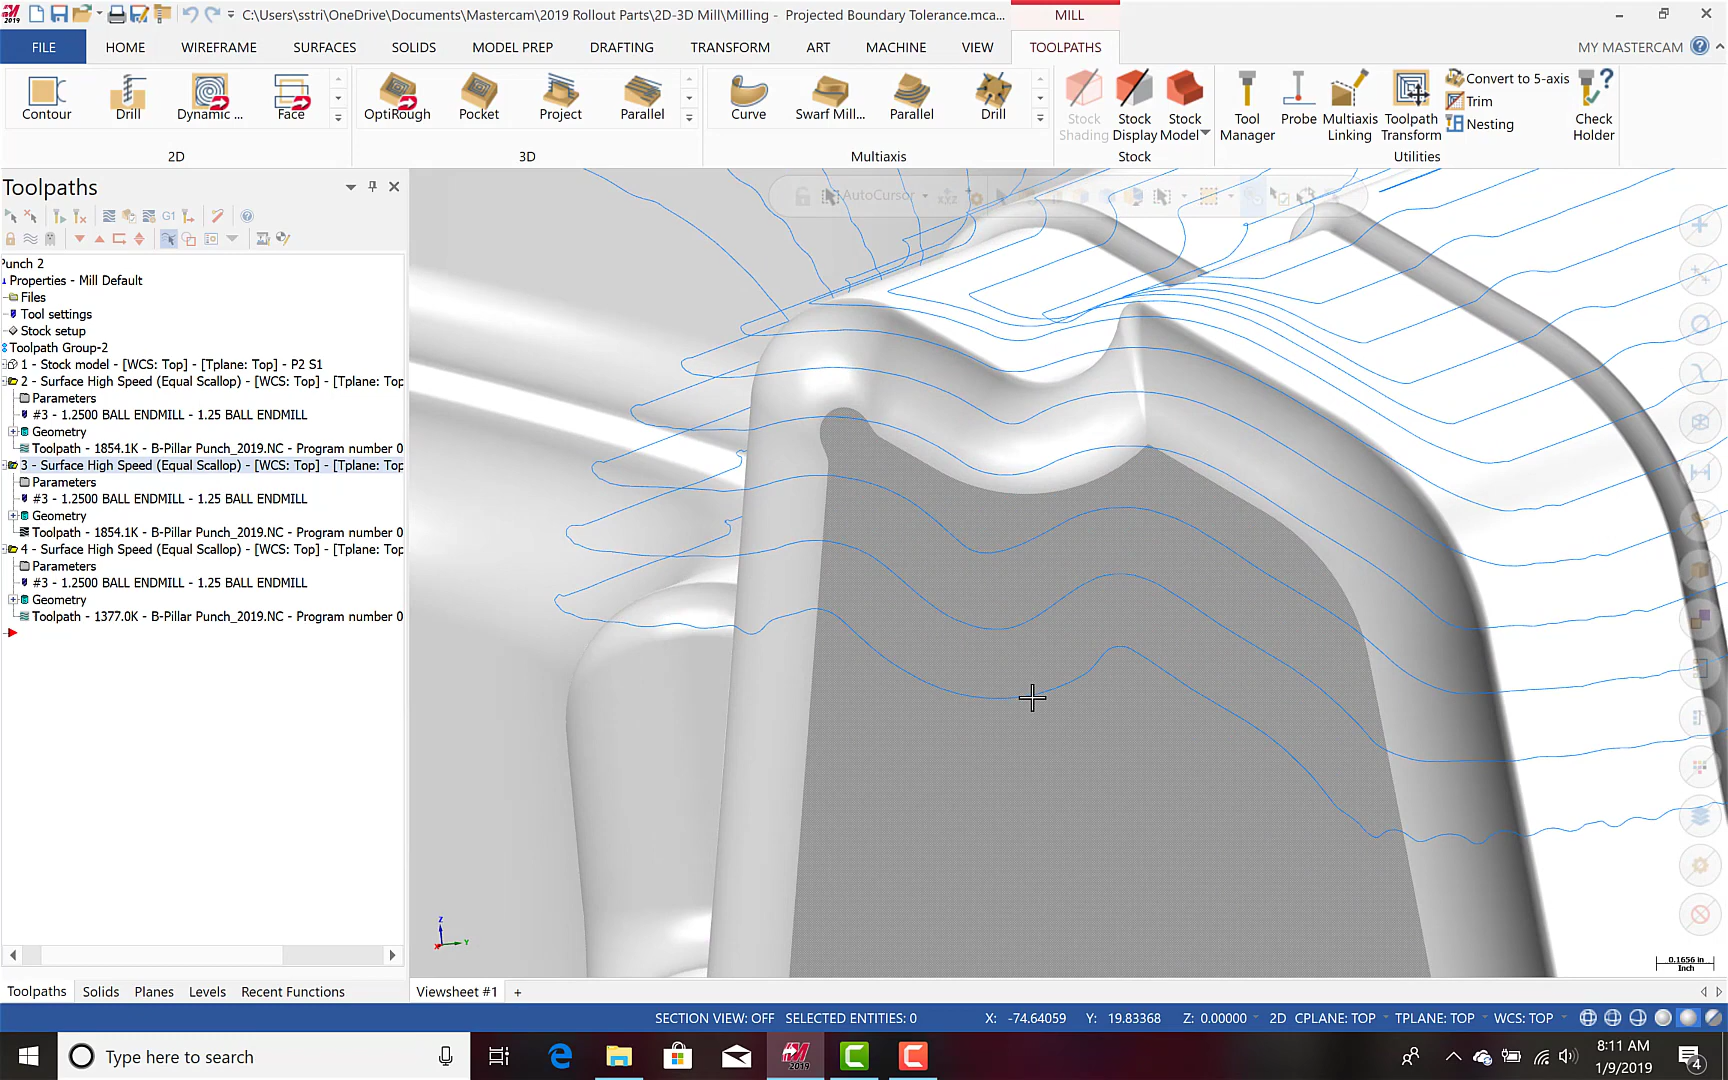 C:\Users\sstri\OneDrive\Documents\Mastercam\2019 Rollout Parts\2D-3D Mill\Milling - Projected Boundary Tolerance.mca...
MILL
FILE
HOME
WIREFRAME
SURFACES
SOLIDS
MODEL PREP
DRAFTING
TRANSFORM
ART
MACHINE
VIEW
TOOLPATHS
MY MASTERCAM
Contour
Drill
Dynamic ...
Face
2D
OptiRough
Pocket
Project
Parallel
3D
Curve
Swarf Mill...
Parallel
Drill
Multiaxis
Stock Shading
Stock Display
Stock Model
Stock
Tool Manager
Probe
Multiaxis Linking
Toolpath Transform
Convert to 5-axis
Trim
Nesting
Check Holder
Utilities
Toolpaths
G1
AutoCursor
Punch 2
Properties - Mill Default
Files
Tool settings
Stock setup
Toolpath Group-2
1 - Stock model - [WCS: Top] - [Tplane: Top] - P2 S1
2 - Surface High Speed (Equal Scallop) - [WCS: Top] - [Tplane: Top
Parameters
#3 - 1.2500 BALL ENDMILL - 1.25 BALL ENDMILL
Geometry
Toolpath - 1854.1K - B-Pillar Punch_2019.NC - Program number 0
3 - Surface High Speed (Equal Scallop) - [WCS: Top] - [Tplane: Top
Parameters
#3 - 1.2500 BALL ENDMILL - 1.25 BALL ENDMILL
Geometry
Toolpath - 1854.1K - B-Pillar Punch_2019.NC - Program number 0
4 - Surface High Speed (Equal Scallop) - [WCS: Top] - [Tplane: Top
Parameters
#3 - 1.2500 BALL ENDMILL - 1.25 BALL ENDMILL
Geometry
Toolpath - 1377.0K - B-Pillar Punch_2019.NC - Program number 0
Z
Y
X
0.1656 in
Inch
Toolpaths
Solids
Planes
Levels
Recent Functions
Viewsheet #1
+
SECTION VIEW: OFF
SELECTED ENTITIES: 0
X: -74.64059
Y: 19.83368
Z: 0.00000
2D
CPLANE: TOP
TPLANE: TOP
WCS: TOP
Type here to search
2019
8:11 AM
1/9/2019
4